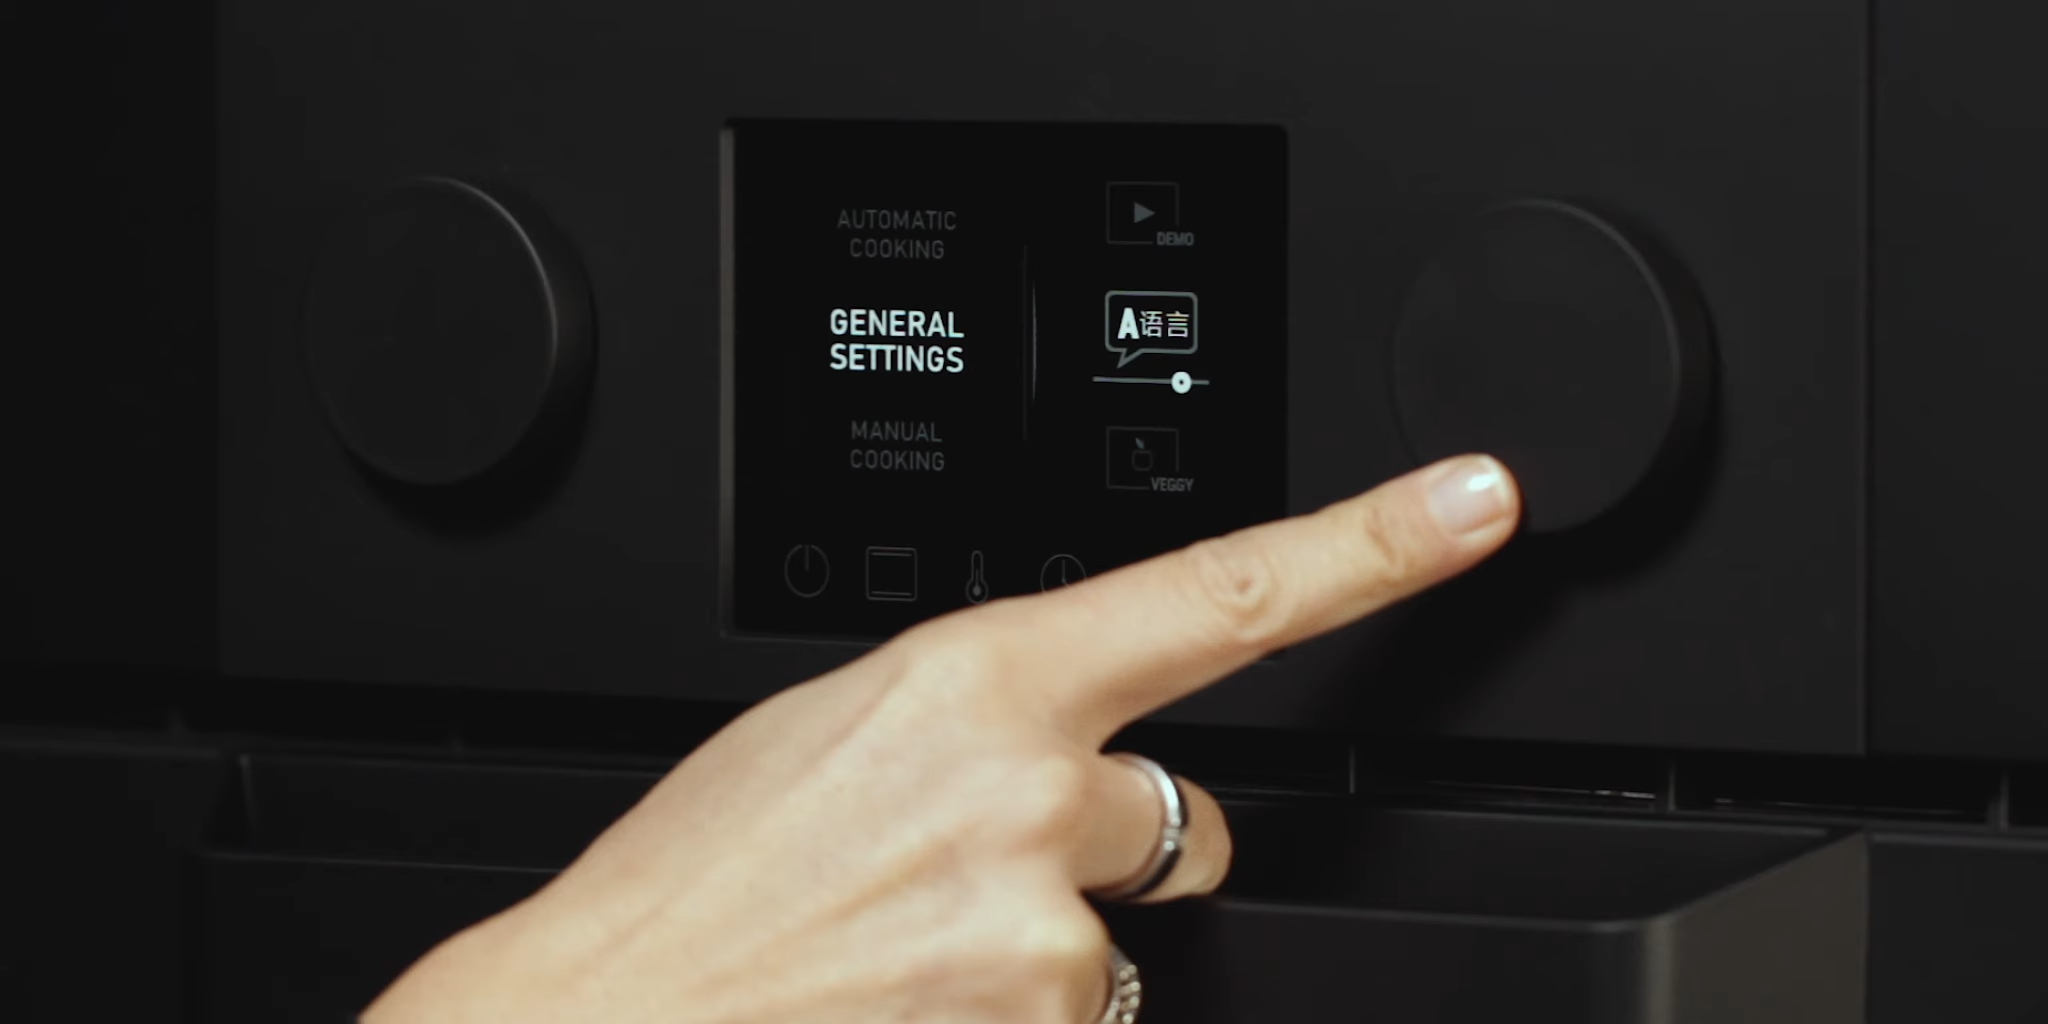 AUTOMATIC
COOKING
GENERAL
SETTINGS
MANUAL
COOKING
DEMO
A语言
VEGGY